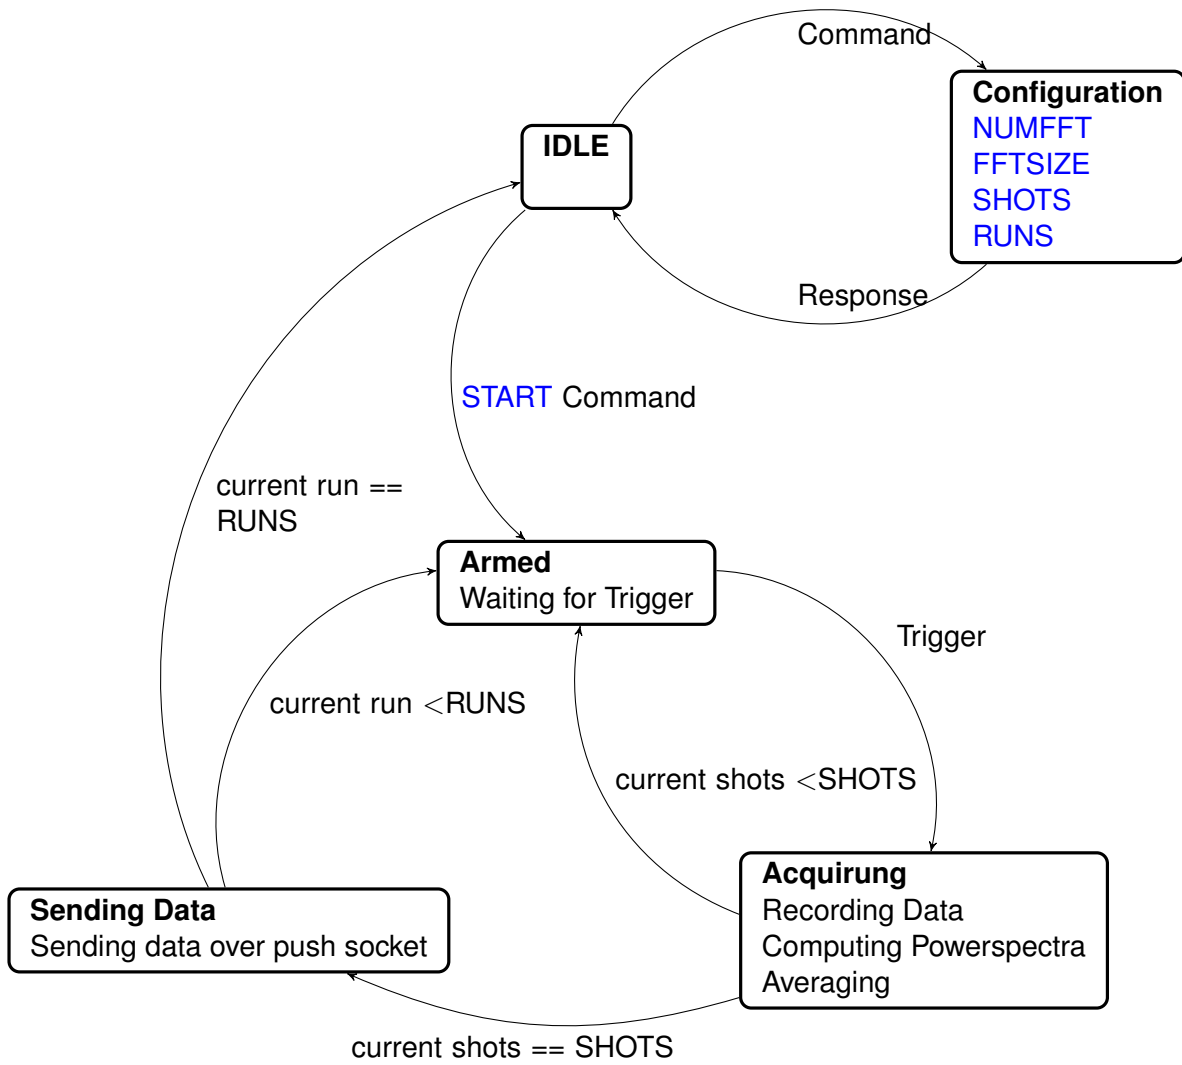 Command
Configuration
NUMFFT
FFTSIZE
SHOTS
RUNS
IDLE
Response
START Command
current run ==
RUNS
Armed
Waiting for Trigger
Trigger
current run <RUNS
current shots <SHOTS
Acquirung
Recording Data
Computing Powerspectra
Averaging
Sending Data
Sending data over push socket
current shots == SHOTS